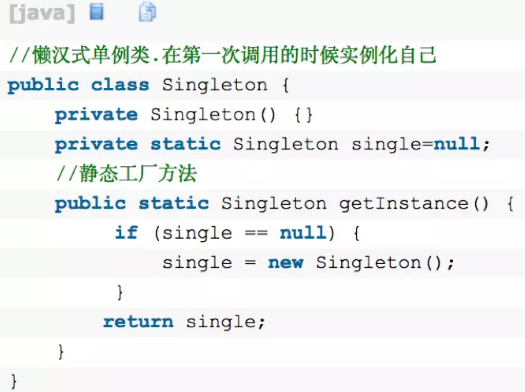 [java]
//懒汉式单例类.在第一次调用的时候实例化自己
public class Singleton {
    private Singleton() {}
    private static Singleton single=null;
    //静态工厂方法
    public static Singleton getInstance() {
         if (single == null) {
             single = new Singleton();
         }
        return single;
    }
}